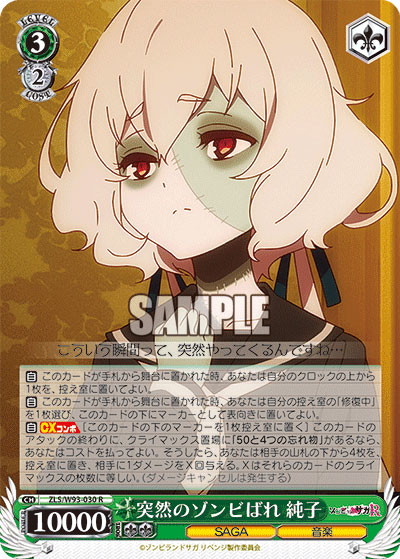 LEVEL
3
2
COST
SAMPLE
こういう瞬間って、突然やってくるんですね…
自 このカードが手札から舞台に置かれた時、あなたは自分のクロックの上から
1枚を、控え室に置いてよい。
自 このカードが手札から舞台に置かれた時、あなたは自分の控え室の「修復中」
を1枚選び、このカードの下にマーカーとして表向きに置いてよい。
自 CXコンボ [このカードの下のマーカーを1枚控え室に置く] このカードの
アタックの終わりに、クライマックス置場に「50と4つの忘れ物」があるなら、
あなたはコストを払ってよい。そうしたら、あなたは自分の山札の上から4枚を、控え
室に置き、相手に1ダメージをX回与える。Xはそれらのカードのクライ
マックスの枚数に等しい。(ダメージキャンセルは発生する)
CH ZLS/W93-030 R
10000
突然のゾンビばれ 純子
ゾンビランドサガR
SAGA
音楽
©ゾンビランドサガ リベンジ製作委員会